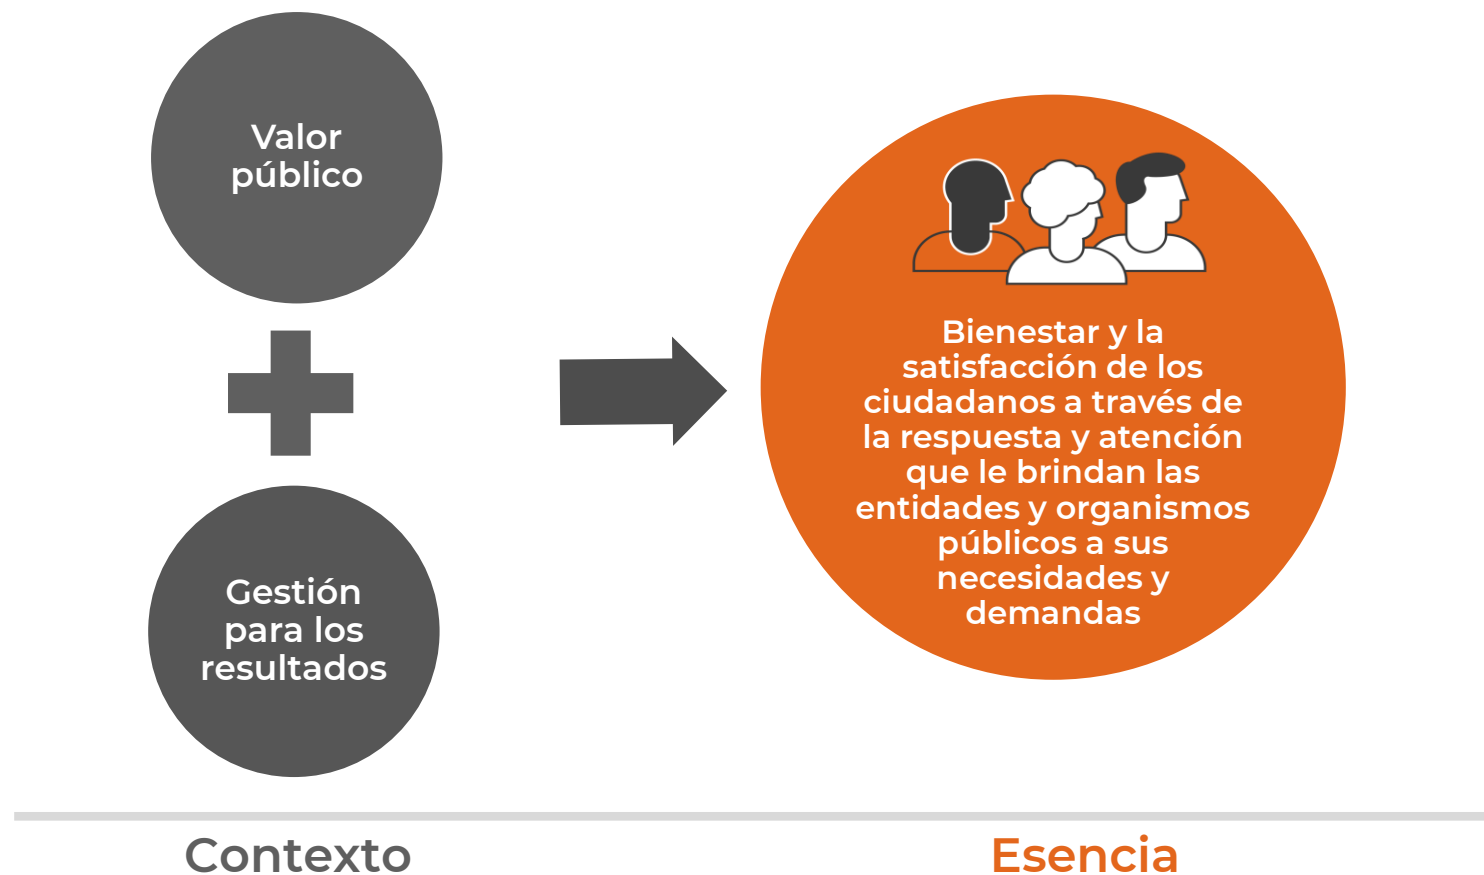 Valor
público
Gestión
para los
resultados
Bienestar y la
satisfacción de los
ciudadanos a través de
la respuesta y atención
que le brindan las
entidades y organismos
públicos a sus
necesidades y
demandas
Contexto
Esencia